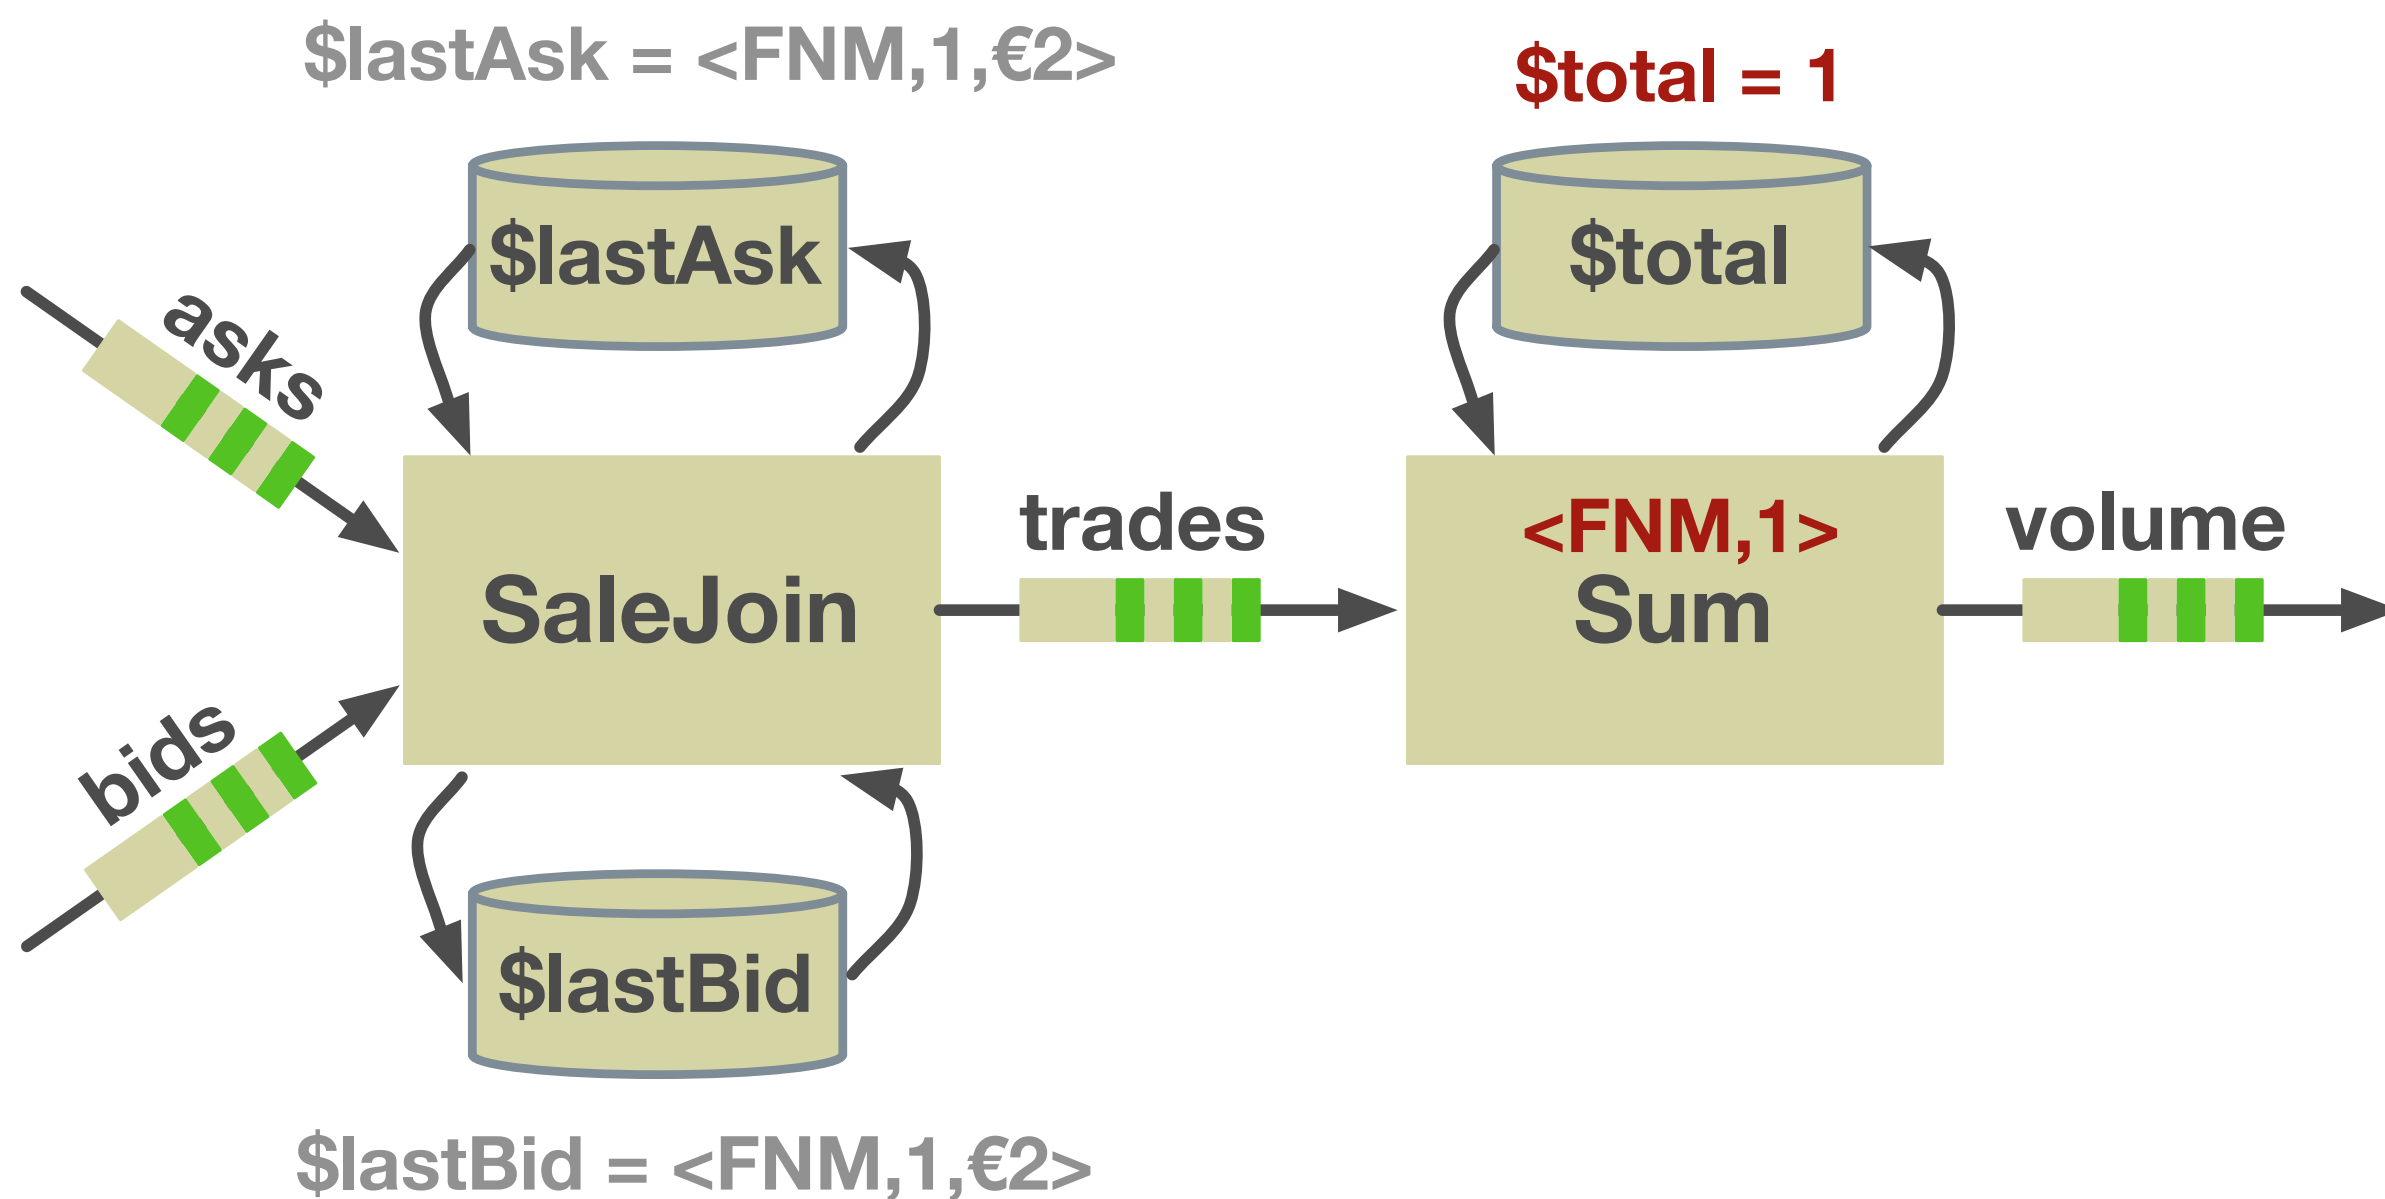 $lastAsk = <FNM,1,€2>
$total = 1
$lastAsk
$total
asks
trades
<FNM,1>
volume
SaleJoin
Sum
bids
$lastBid
$lastBid = <FNM,1,€2>